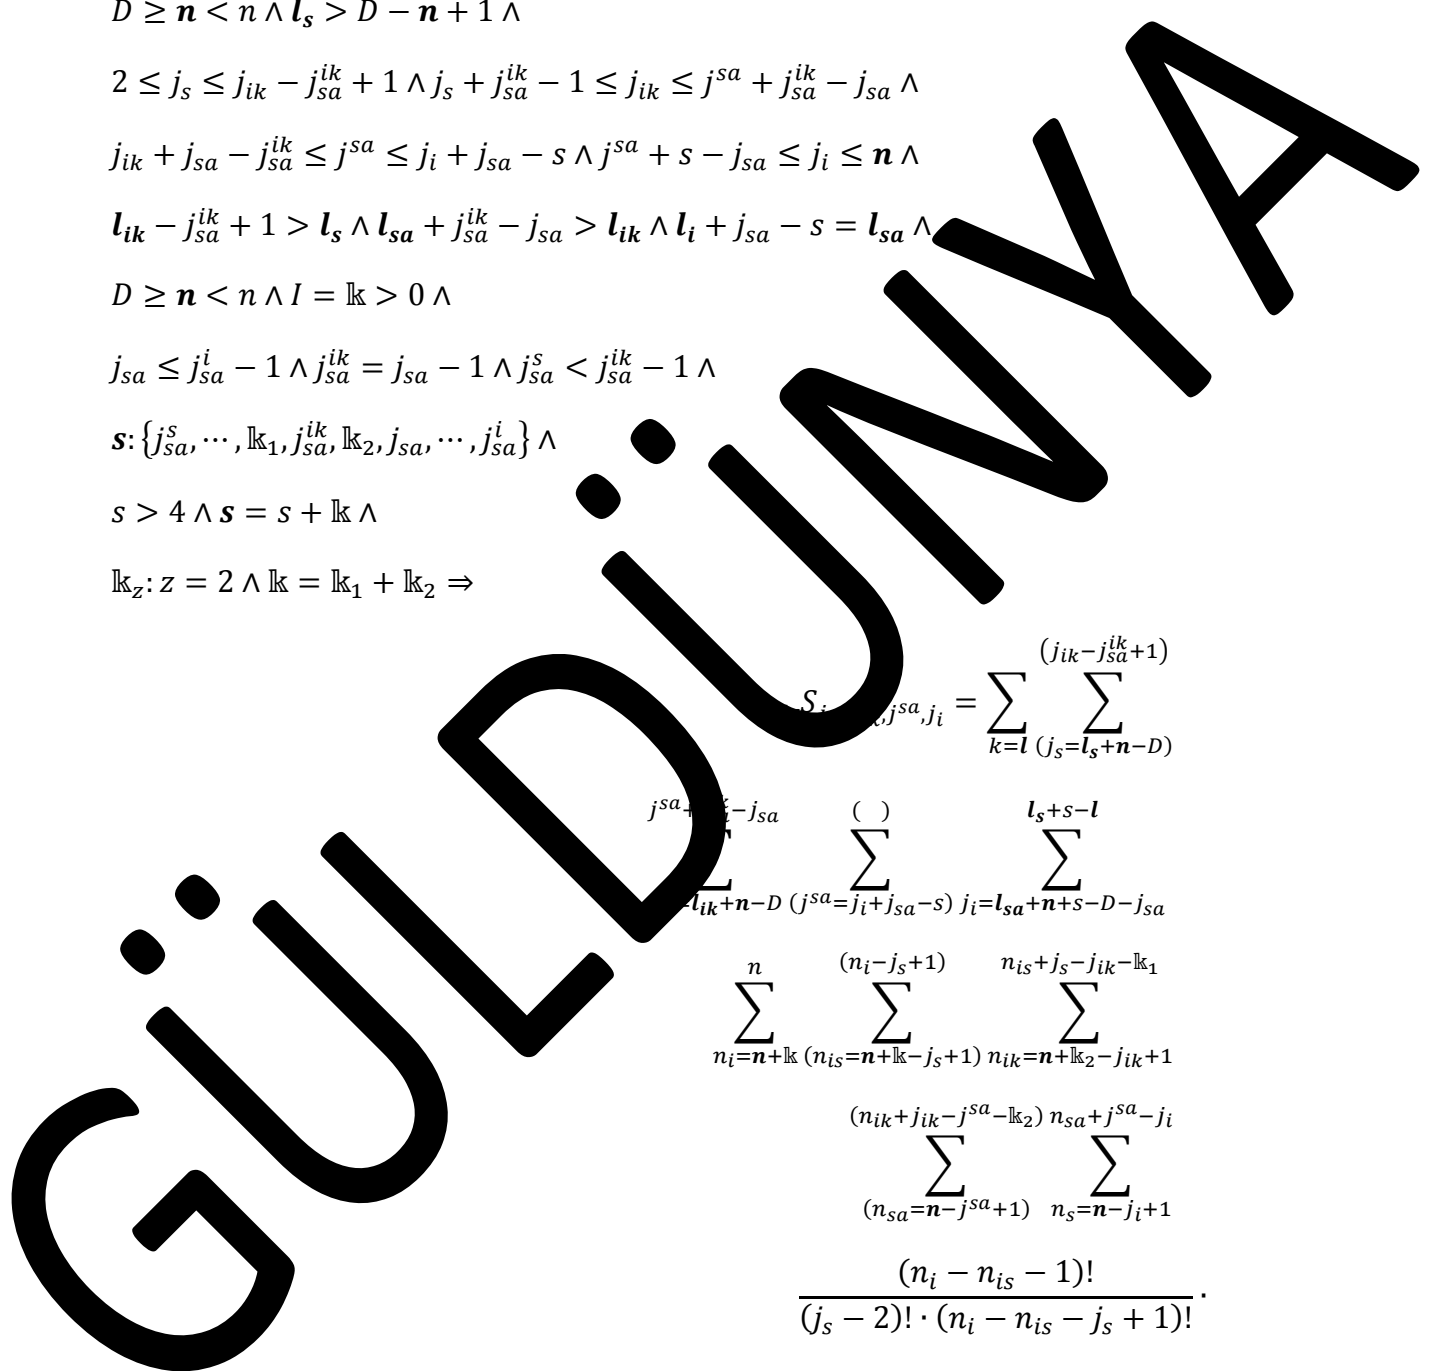 D ≥ n < n ∧ l_s > D − n + 1 ∧
2 ≤ j_s ≤ j_{ik} − j_{sa}^{ik} + 1 ∧ j_s + j_{sa}^{ik} − 1 ≤ j_{ik} ≤ j^{sa} + j_{sa}^{ik} − j_{sa} ∧
j_{ik} + j_{sa} − j_{sa}^{ik} ≤ j^{sa} ≤ j_i + j_{sa} − s ∧ j^{sa} + s − j_{sa} ≤ j_i ≤ n ∧
l_{ik} − j_{sa}^{ik} + 1 > l_s ∧ l_{sa} + j_{sa}^{ik} − j_{sa} > l_{ik} ∧ l_i + j_{sa} − s = l_{sa} ∧
D ≥ n < n ∧ I = 𝕜 > 0 ∧
j_{sa} ≤ j_{sa}^i − 1 ∧ j_{sa}^{ik} = j_{sa} − 1 ∧ j_{sa}^s < j_{sa}^{ik} − 1 ∧
s: {j_{sa}^s, ⋯, 𝕜_1, j_{sa}^{ik}, 𝕜_2, j_{sa}, ⋯, j_{sa}^i} ∧
s > 4 ∧ s = s + 𝕜 ∧
𝕜_z: z = 2 ∧ 𝕜 = 𝕜_1 + 𝕜_2 ⇒
(j_{ik}−j_{sa}^{ik}+1)
S , j^{sa}, j_i = ∑ ∑
k=l (j_s=l_s+n−D)
j^{sa}+ −j_{sa} ( ) l_s+s−l
∑ ∑ ∑
l_{ik}+n−D (j^{sa}=j_i+j_{sa}−s) j_i=l_{sa}+n+s−D−j_{sa}
n (n_i−j_s+1) n_{is}+j_s−j_{ik}−𝕜_1
∑ ∑ ∑
n_i=n+𝕜 (n_{is}=n+𝕜−j_s+1) n_{ik}=n+𝕜_2−j_{ik}+1
(n_{ik}+j_{ik}−j^{sa}−𝕜_2) n_{sa}+j^{sa}−j_i
∑ ∑
(n_{sa}=n−j^{sa}+1) n_s=n−j_i+1
(n_i − n_{is} − 1)!
(j_s − 2)! · (n_i − n_{is} − j_s + 1)! ·
GÜLDÜNYA